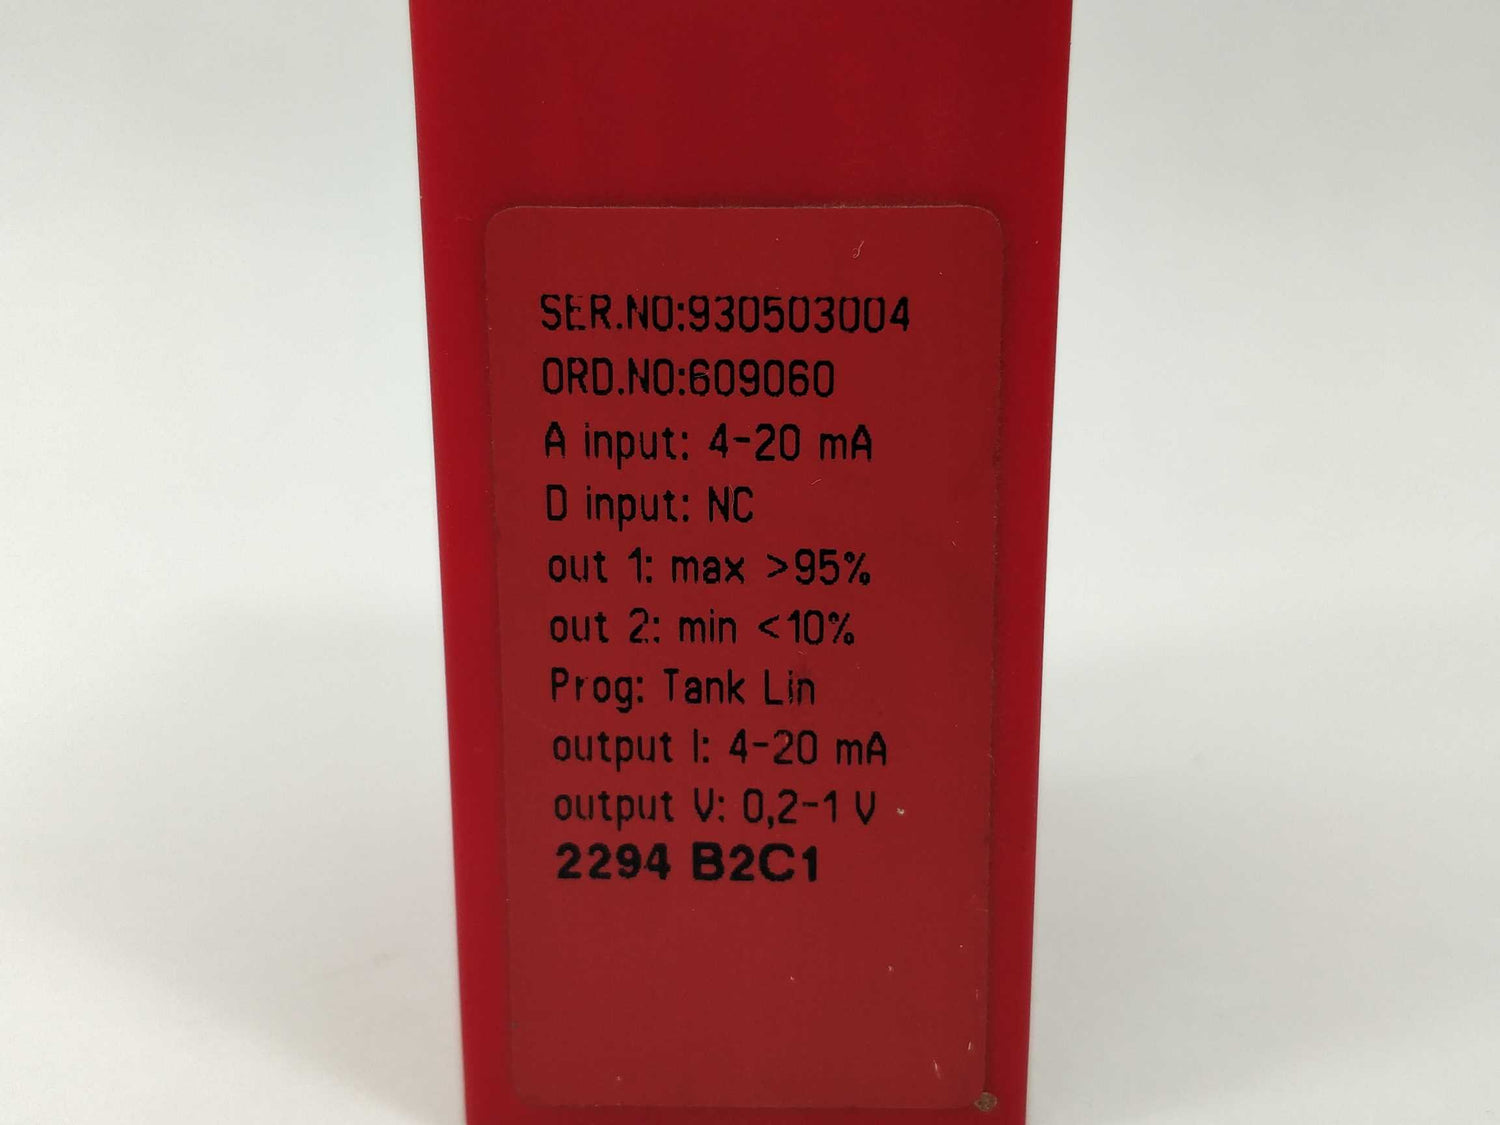 SER.NO:930503004
ORD.NO:609060
A input: 4-20 mA
D input: NC
out 1: max >95%
out 2: min <10%
Prog: Tank Lin
output I: 4-20 mA
output V: 0,2-1 V
2294 B2C1